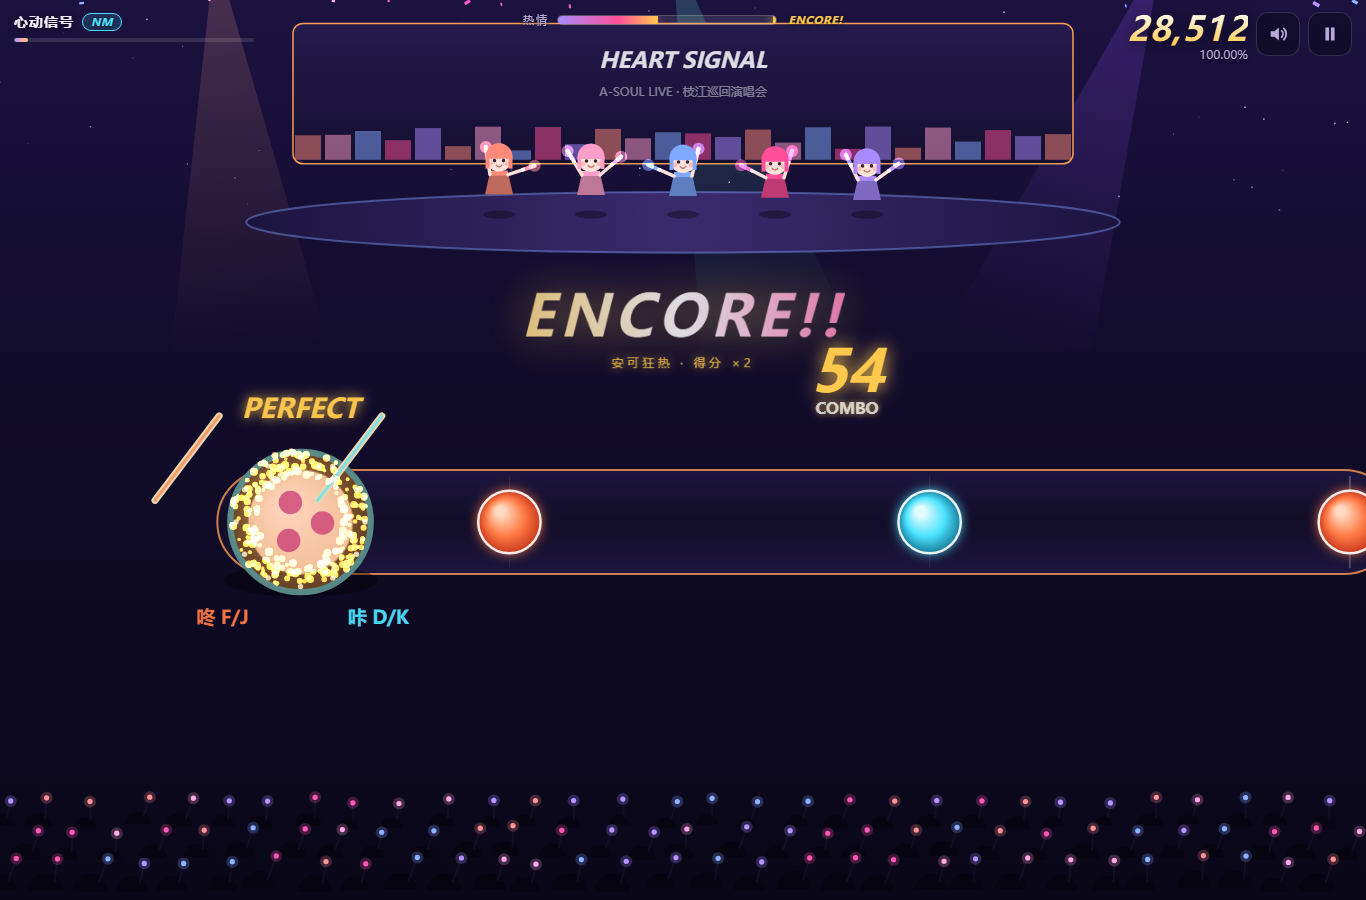 心动信号 NM
热情 ENCORE!
28,512
100.00%
HEART SIGNAL
A-SOUL LIVE · 枝江巡回演唱会
ENCORE!!
安可狂热 · 得分 ×2
54
COMBO
PERFECT
咚 F/J
咔 D/K